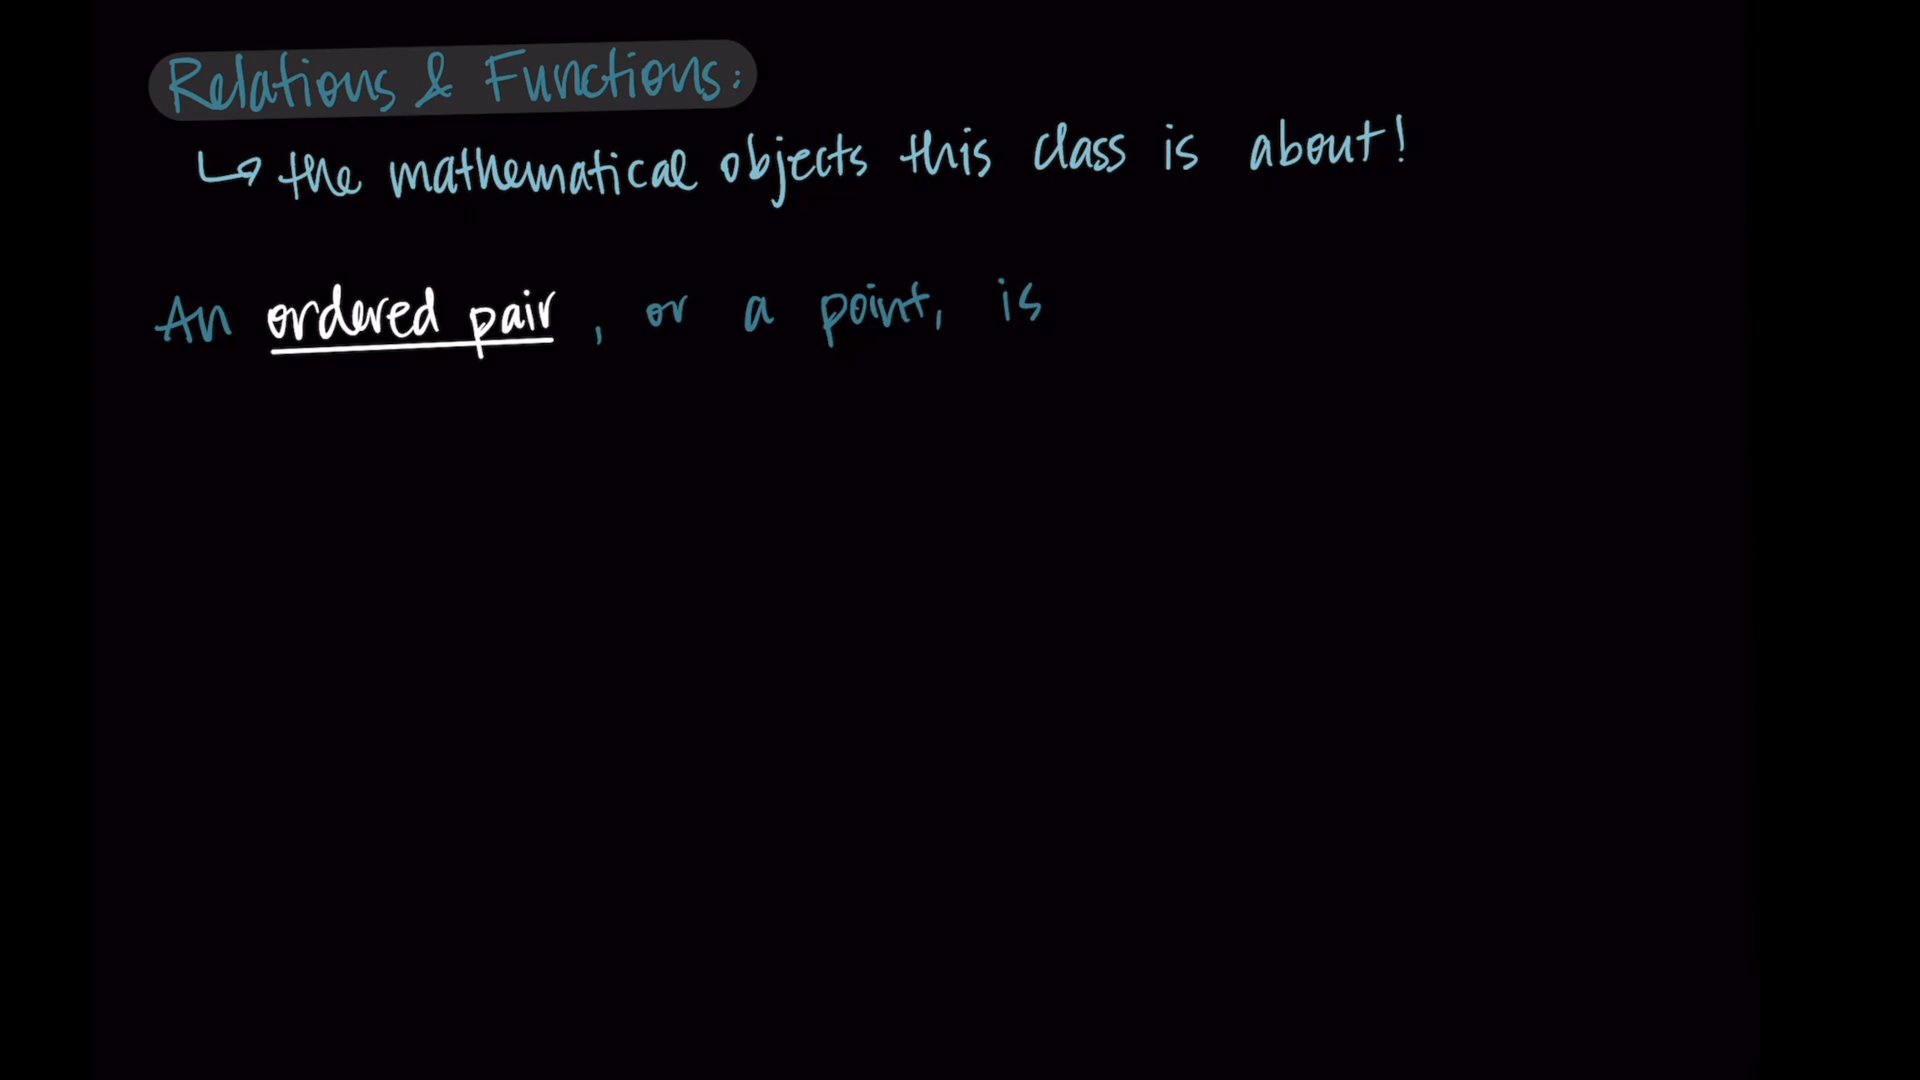 Relations & Functions:
↳ the mathematical objects this class is about!
An ordered pair, or a point, is